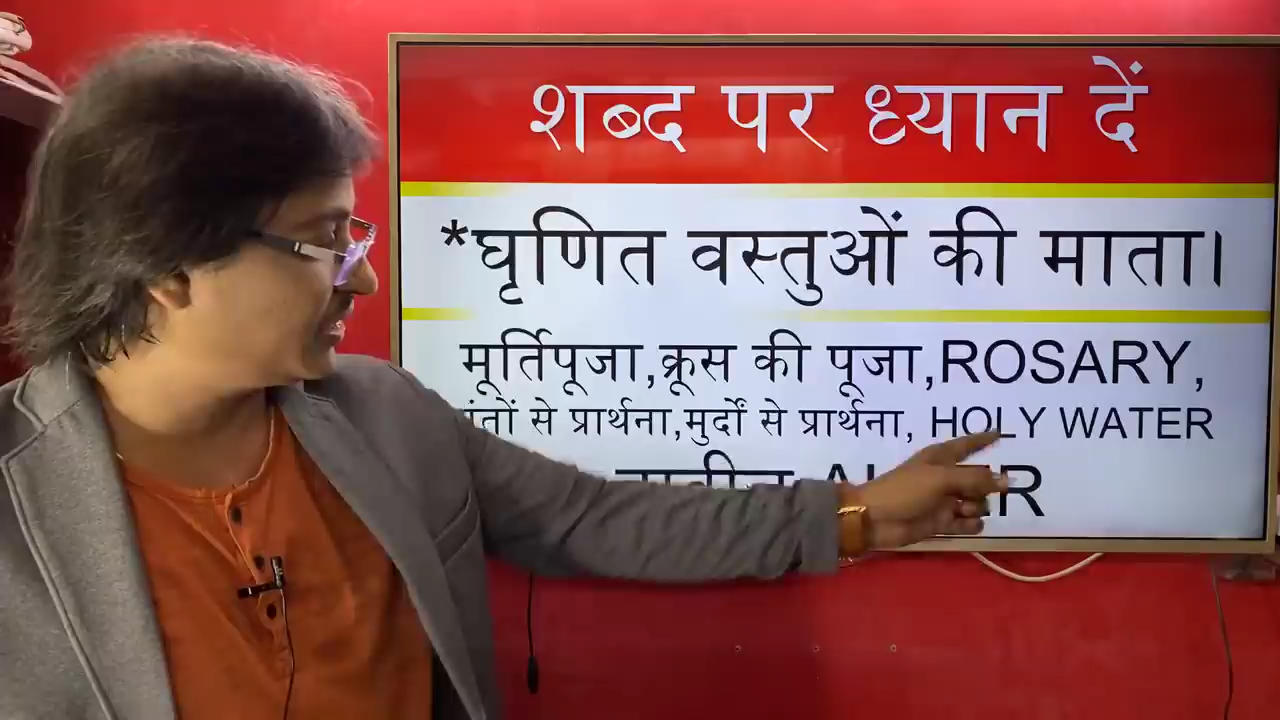 शब्द पर ध्यान दें
*घृणित वस्तुओं की माता।
मूर्तिपूजा,क्रूस की पूजा,ROSARY,
से प्रार्थना,मुर्दों से प्रार्थना, HOLY WATER